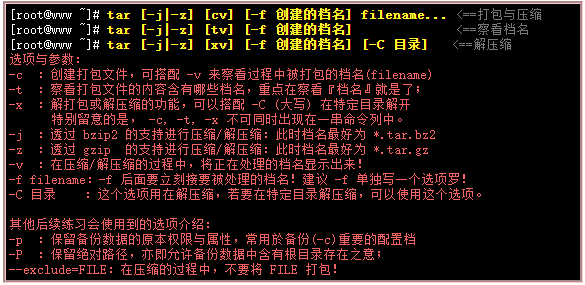 [root@www ~]# tar [-j|-z] [cv] [-f 创建的档名] filename... <==打包与压缩
[root@www ~]# tar [-j|-z] [tv] [-f 创建的档名] <==察看档名
[root@www ~]# tar [-j|-z] [xv] [-f 创建的档名] [-C 目录] <==解压缩
选项与参数:
-c : 创建打包文件，可搭配 -v 来察看过程中被打包的档名(filename)
-t : 察看打包文件的内容含有哪些档名，重点在察看『档名』就是了;
-x : 解打包或解压缩的功能，可以搭配 -C (大写) 在特定目录解开
特别留意的是， -c, -t, -x 不可同时出现在一串命令列中。
-j : 透过 bzip2 的支持进行压缩/解压缩: 此时档名最好为 *.tar.bz2
-z : 透过 gzip 的支持进行压缩/解压缩: 此时档名最好为 *.tar.gz
-v : 在压缩/解压缩的过程中，将正在处理的档名显示出来!
-f filename: -f 后面要立刻接要被处理的档名! 建议 -f 单独写一个选项罗!
-C 目录 : 这个选项用在解压缩，若要在特定目录解压缩，可以使用这个选项。
其他后续练习会使用到的选项介绍:
-p : 保留备份数据的原本权限与属性，常用於备份(-c)重要的配置档
-P : 保留绝对路径，亦即允许备份数据中含有根目录存在之意;
--exclude=FILE: 在压缩的过程中，不要将 FILE 打包!